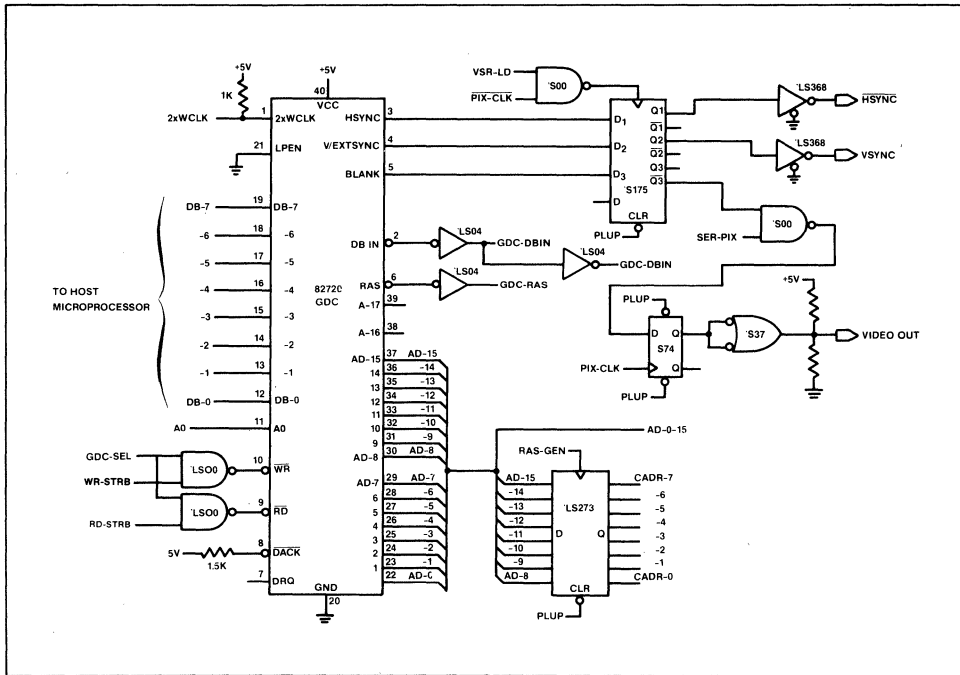 +5V
1K
2xWCLK
1
2xWCLK
21
LPEN
TO HOST
MICROPROCESSOR
DB-7
19
DB-7
-6
18
-6
-5
17
-5
-4
16
-4
-3
15
-3
-2
14
-2
-1
13
-1
DB-0
12
DB-0
A0
11
A0
GDC-SEL
WR-STRB
'LSO0
10
WR
RD-STRB
'LSO0
9
RD
5V
1.5K
8
DACK
7
DRQ
+5V
40
VCC
82720
GDC
GND
20
HSYNC
3
V/EXTSYNC
4
BLANK
5
DB IN
2
'LS04
GDC-DBIN
'LS04
GDC-DBIN
RAS
6
'LS04
GDC-RAS
A-17
39
A-16
38
AD-15
37
AD-15
14
36
-14
13
35
-13
12
34
-12
11
33
-11
10
32
-10
9
31
-9
AD-8
30
AD-8
AD-7
29
AD-7
6
28
-6
5
27
-5
4
26
-4
3
25
-3
2
24
-2
1
23
-1
22
AD-0
VSR-LD
PIX-CLK
'S00
D1
D2
D3
D
Q1
Q1
Q2
Q2
Q3
Q3
'S175
CLR
PLUP
'LS368
HSYNC
'LS368
VSYNC
SER-PIX
'S00
PLUP
D
Q
S74
PIX-CLK
Q
PLUP
'S37
+5V
VIDEO OUT
AD-0-15
RAS-GEN
AD-15
-14
-13
-12
-11
-10
-9
AD-8
'LS273
D
Q
CLR
PLUP
CADR-7
-6
-5
-4
-3
-2
-1
CADR-0